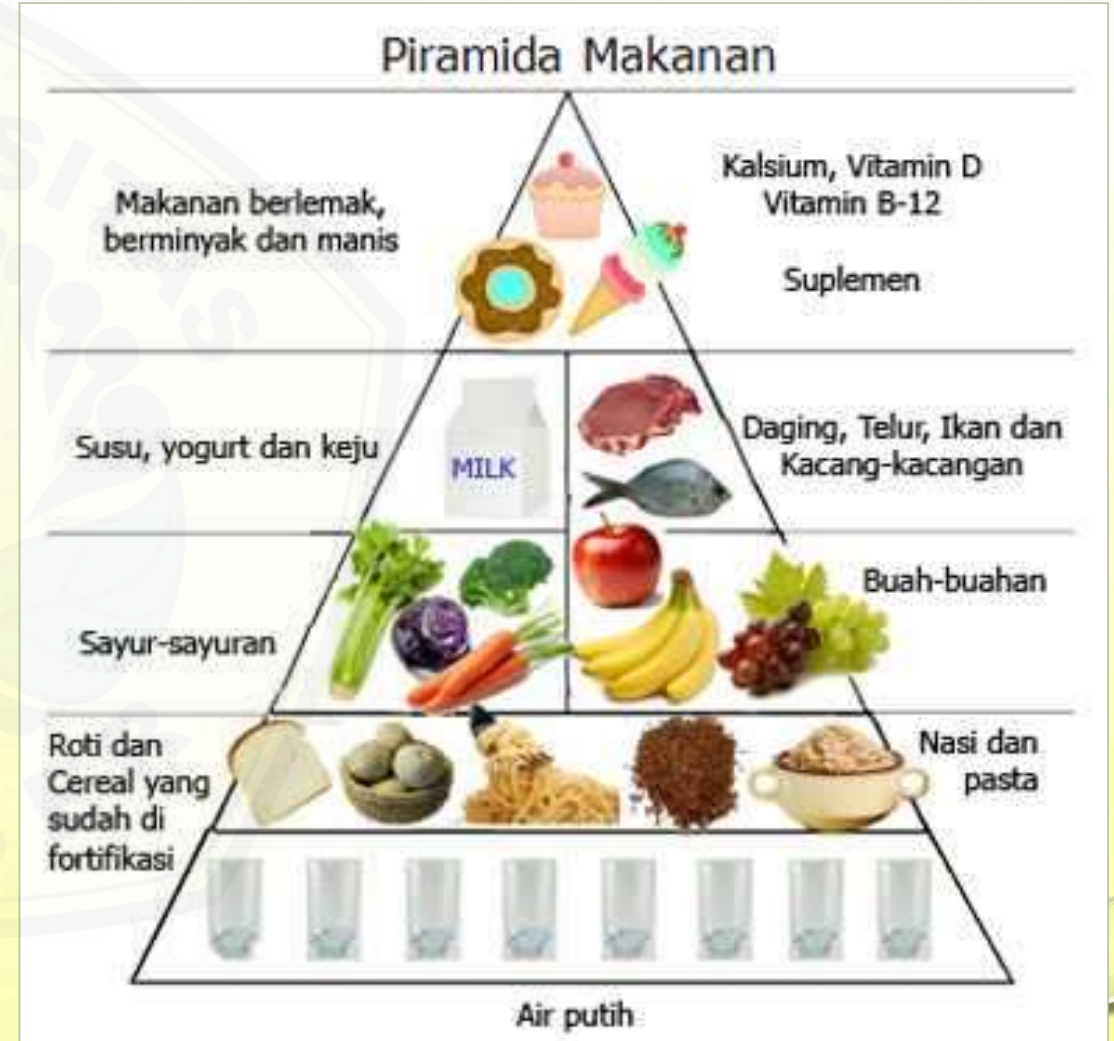 Piramida Makanan
Makanan berlemak,
berminyak dan manis
Kalsium, Vitamin D
Vitamin B-12
Suplemen
Susu, yogurt dan keju
MILK
Daging, Telur, Ikan dan
Kacang-kacangan
Sayur-sayuran
Buah-buahan
Roti dan
Cereal yang
sudah di
fortifikasi
Nasi dan
pasta
Air putih